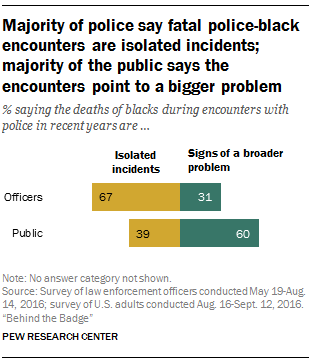 Majority of police say fatal police-black
encounters are isolated incidents;
majority of the public says the
encounters point to a bigger problem
% saying the deaths of blacks during encounters with
police in recent years are ...
Isolated incidents
Signs of a broader problem
Officers 67 31
Public 39 60
Note: No answer category not shown.
Source: Survey of law enforcement officers conducted May 19-Aug.
14, 2016; survey of U.S. adults conducted Aug. 16-Sept. 12, 2016.
"Behind the Badge"
PEW RESEARCH CENTER